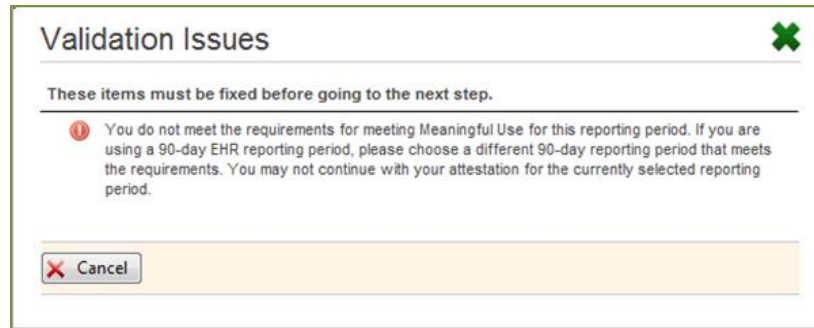 Validation Issues
These items must be fixed before going to the next step.
You do not meet the requirements for meeting Meaningful Use for this reporting period. If you are
using a 90-day EHR reporting period, please choose a different 90-day reporting period that meets
the requirements. You may not continue with your attestation for the currently selected reporting
period.
Cancel